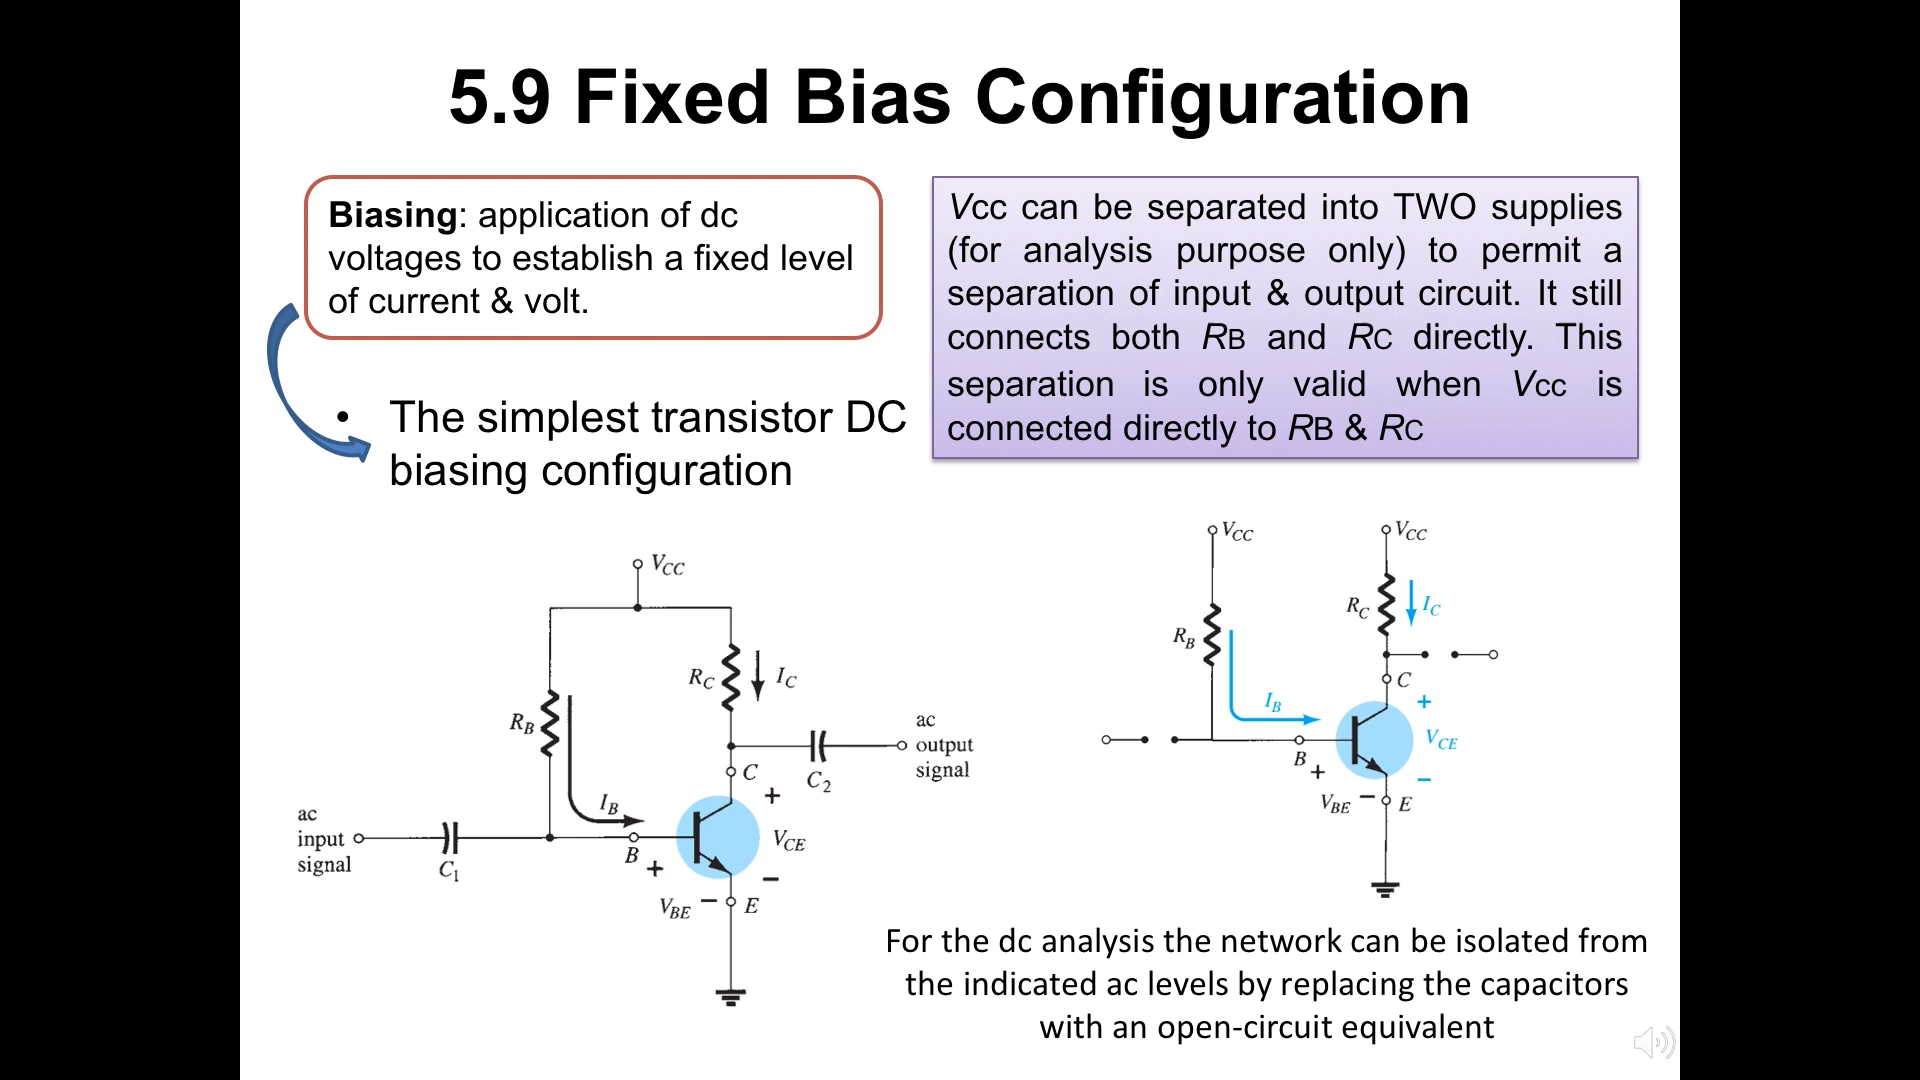 5.9 Fixed Bias Configuration
Biasing: application of dc
voltages to establish a fixed level
of current & volt.
• The simplest transistor DC
biasing configuration
Vcc can be separated into TWO supplies
(for analysis purpose only) to permit a
separation of input & output circuit. It still
connects both RB and RC directly. This
separation is only valid when Vcc is
connected directly to RB & RC
VCC
RC
IC
RB
ac
output
signal
C
C2
+
IB
ac
input
signal
C1
B
+
VCE
−
VBE
−
E
VCC
VCC
RC
IC
RB
C
+
IB
VCE
B
+
−
VBE
−
E
For the dc analysis the network can be isolated from
the indicated ac levels by replacing the capacitors
with an open-circuit equivalent